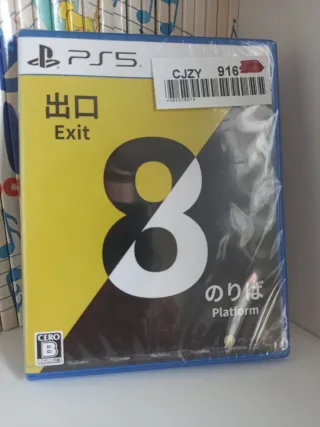 PS5
CJZY 916
出口
Exit
8
のりば
Platform
CERO
B